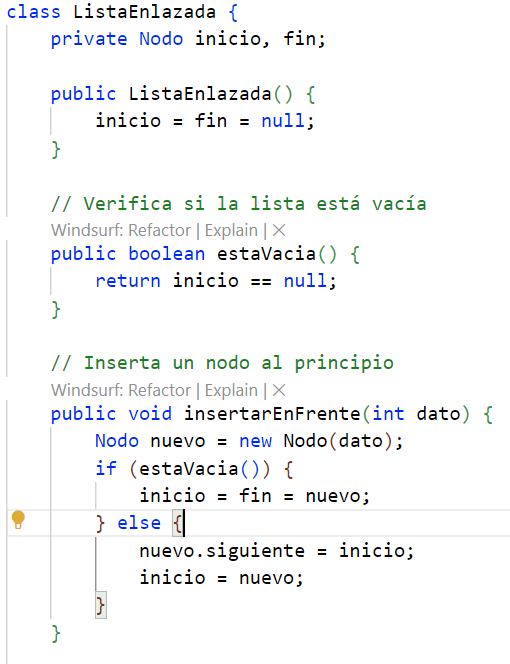 class ListaEnlazada {
    private Nodo inicio, fin;

    public ListaEnlazada() {
        inicio = fin = null;
    }

    // Verifica si la lista está vacía
    Windsurf: Refactor | Explain | ×
    public boolean estaVacia() {
        return inicio == null;
    }

    // Inserta un nodo al principio
    Windsurf: Refactor | Explain | ×
    public void insertarEnFrente(int dato) {
        Nodo nuevo = new Nodo(dato);
        if (estaVacia()) {
            inicio = fin = nuevo;
        } else {
            nuevo.siguiente = inicio;
            inicio = nuevo;
        }
    }